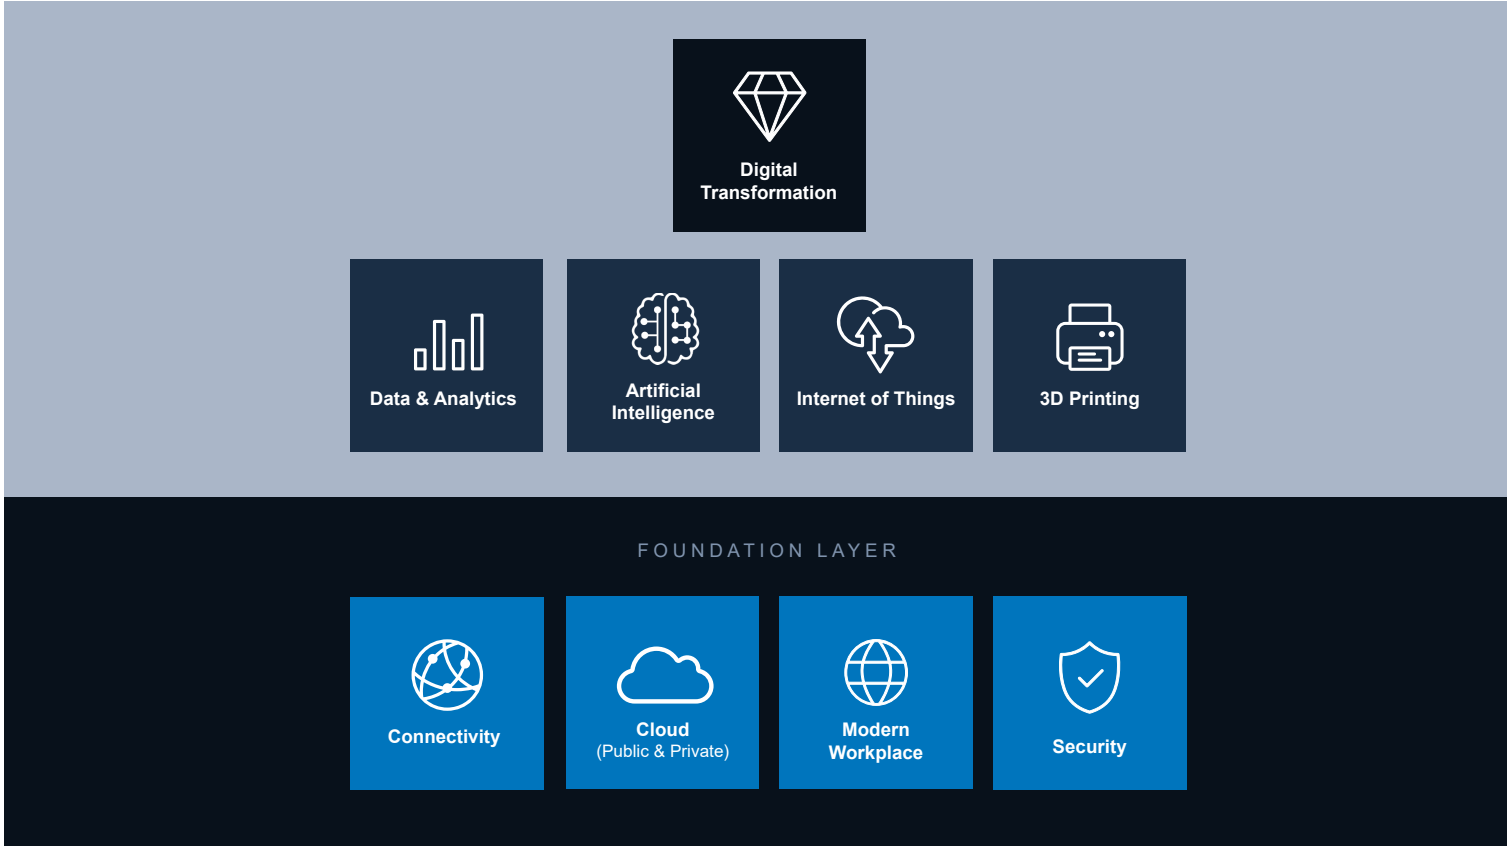 Digital
Transformation
Data & Analytics
Artificial
Intelligence
Internet of Things
3D Printing
FOUNDATION LAYER
Connectivity
Cloud
(Public & Private)
Modern
Workplace
Security